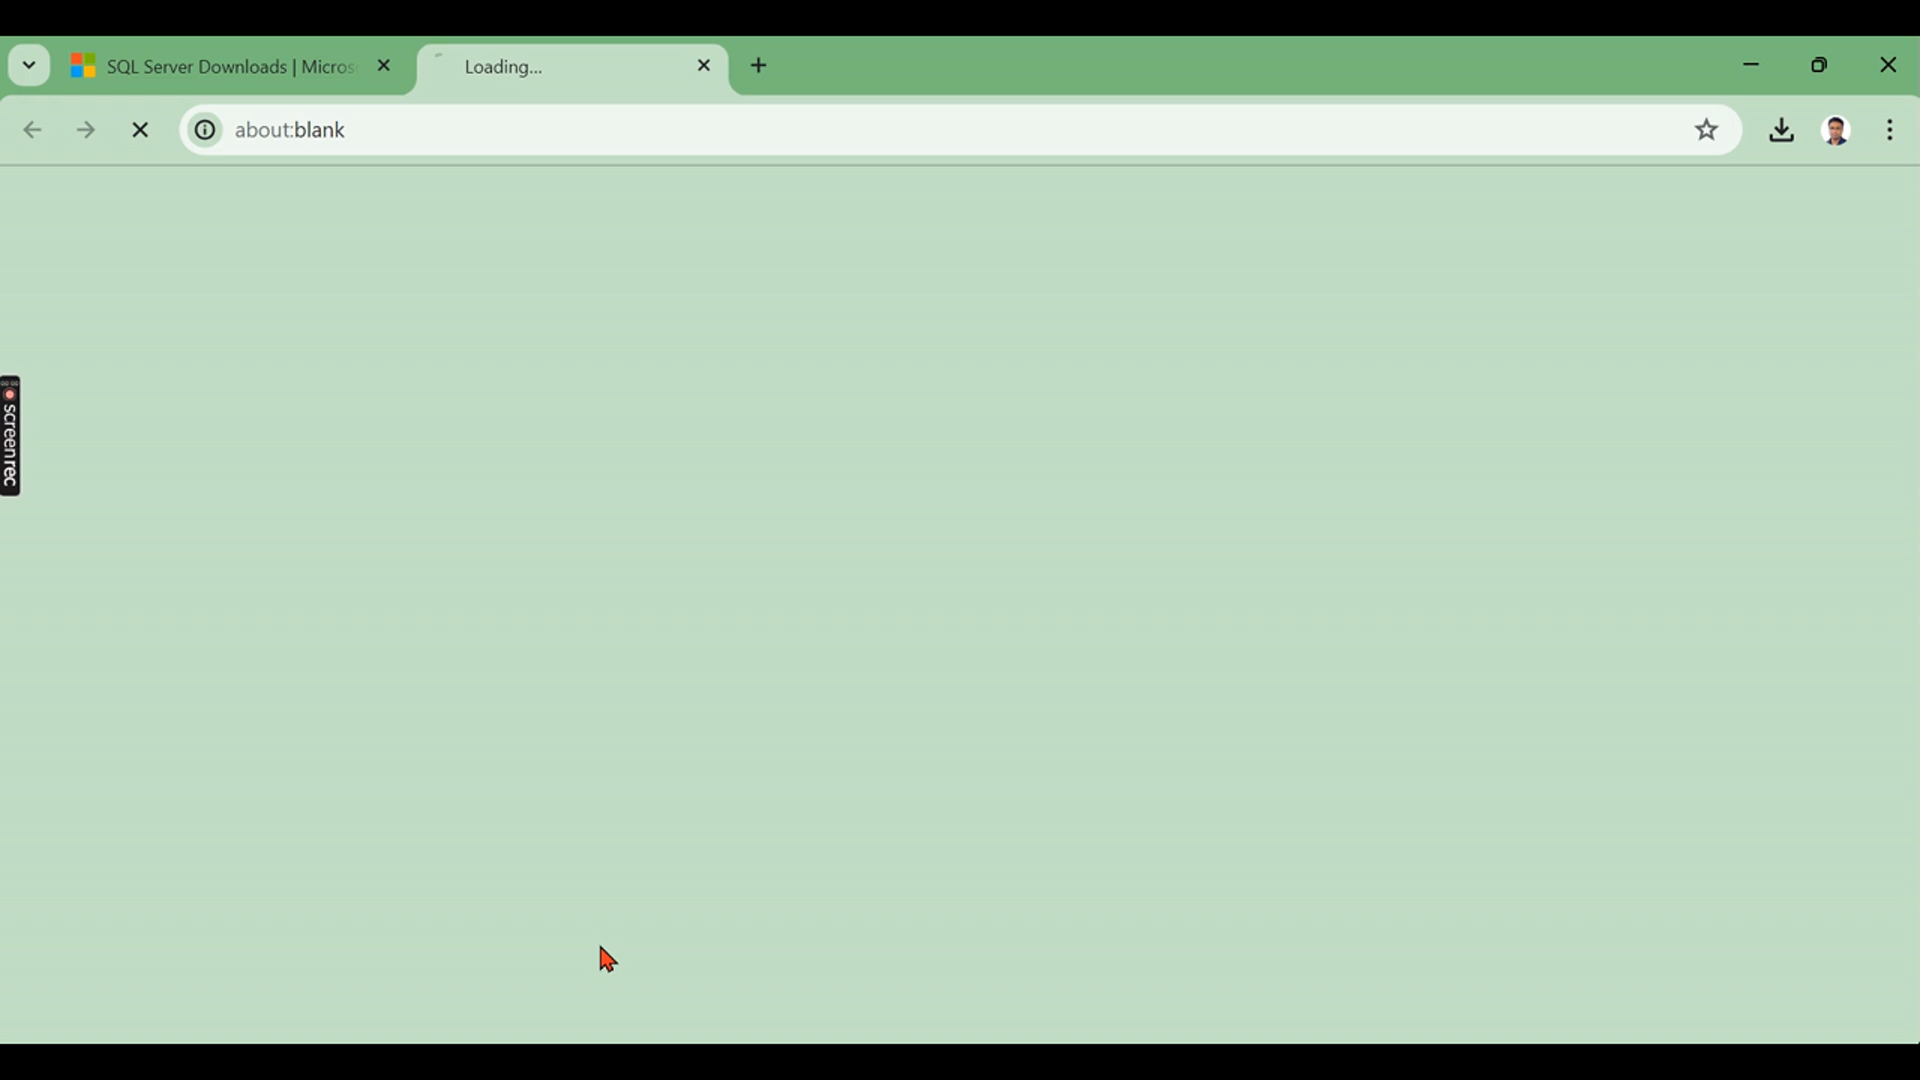 SQL Server Downloads | Micros
Loading...
about:blank
screenrec